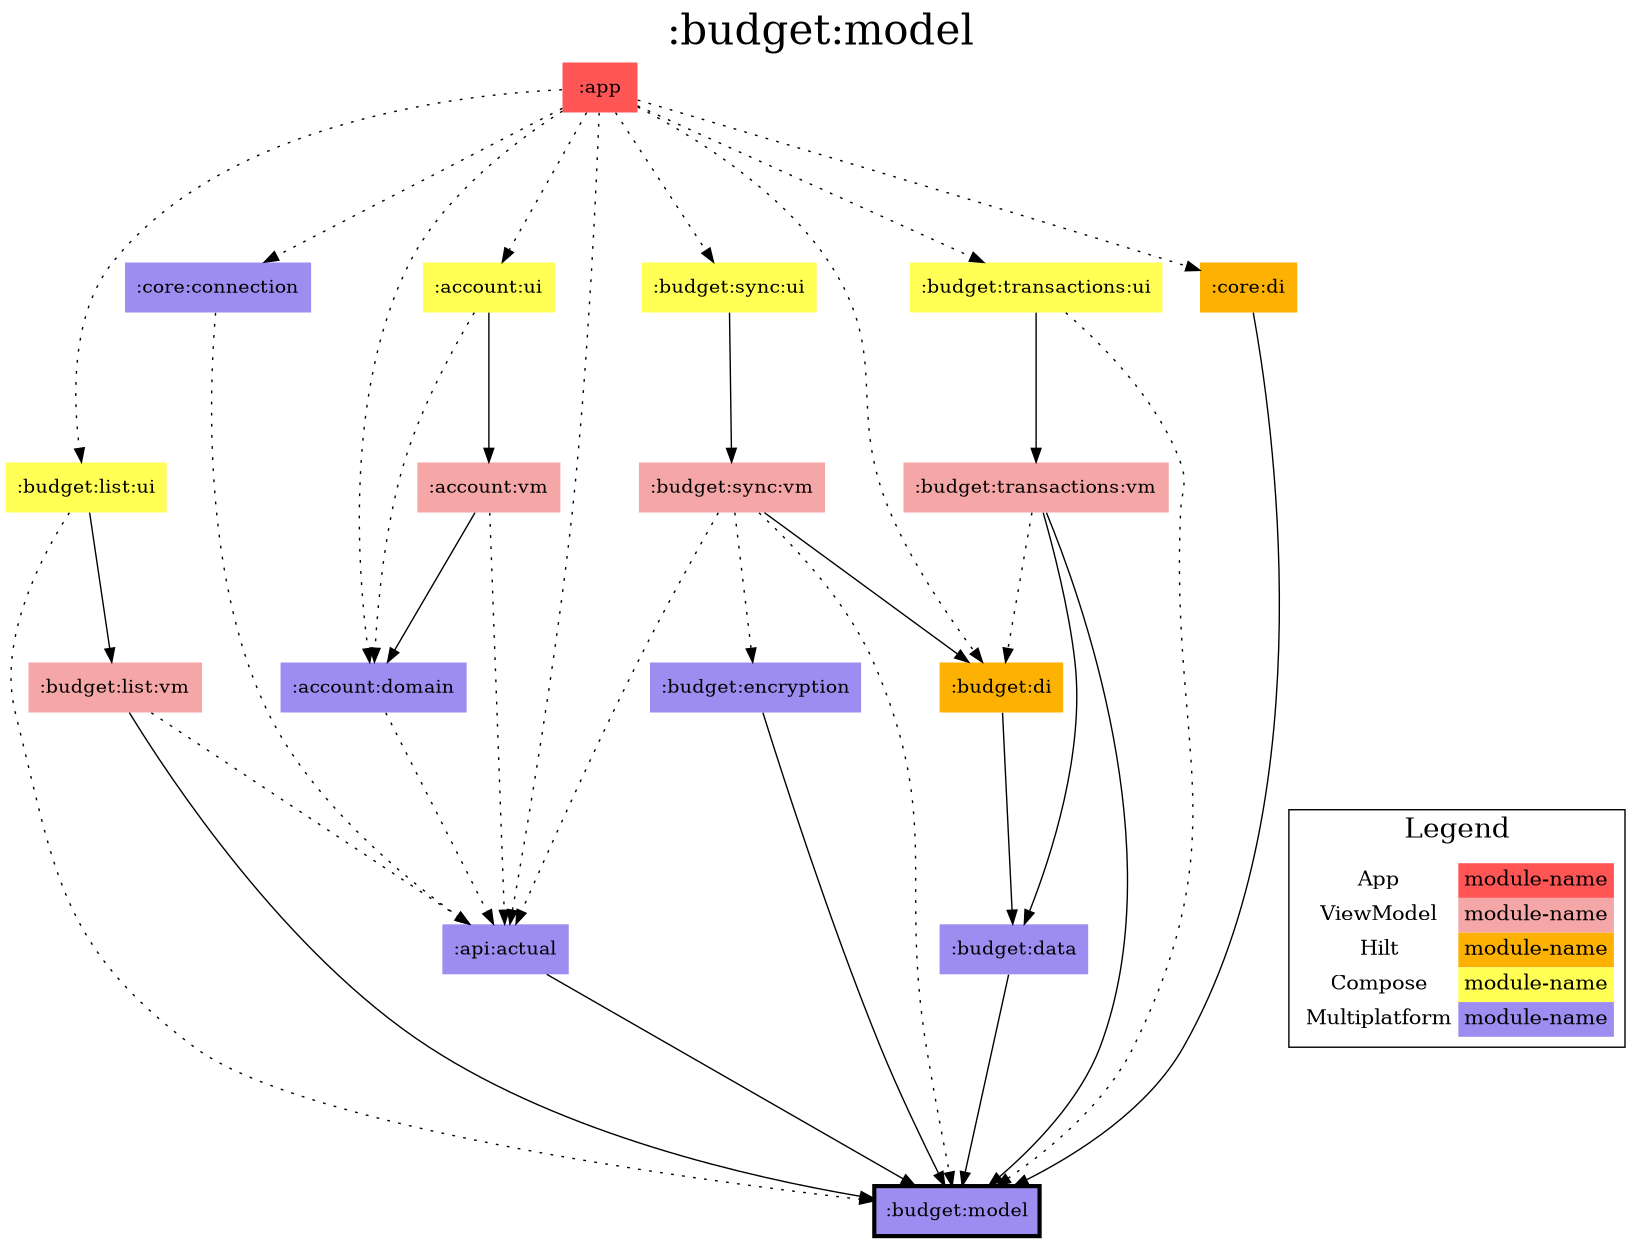 :budget:model
:app
:core:connection
:account:ui
:budget:sync:ui
:budget:transactions:ui
:core:di
:budget:list:ui
:account:vm
:budget:sync:vm
:budget:transactions:vm
:budget:list:vm
:account:domain
:budget:encryption
:budget:di
:api:actual
:budget:data
Legend
App module-name
ViewModel module-name
Hilt module-name
Compose module-name
Multiplatform module-name
:budget:model